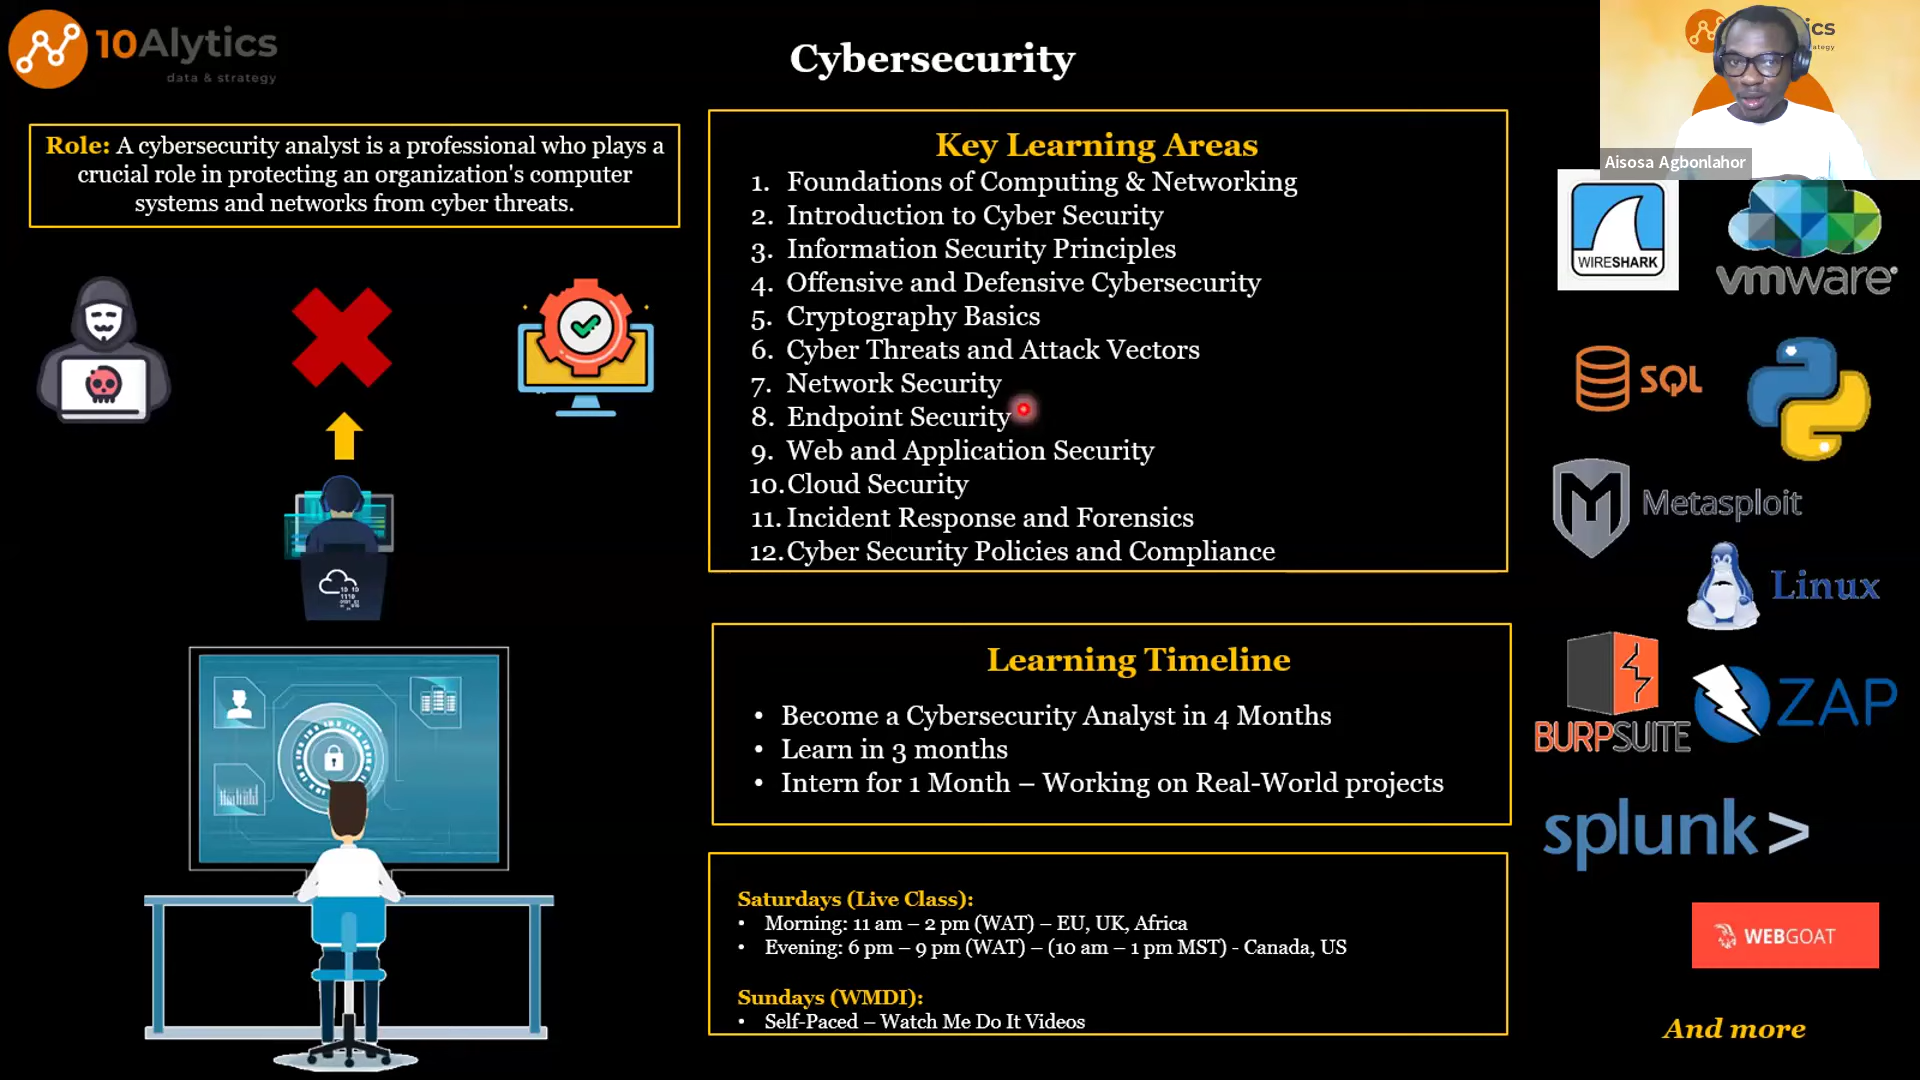 10Alytics
data & strategy
Cybersecurity
ics
ategy
Aisosa Agbonlahor
Role: A cybersecurity analyst is a professional who plays a
crucial role in protecting an organization's computer
systems and networks from cyber threats.
Key Learning Areas
1. Foundations of Computing & Networking
2. Introduction to Cyber Security
3. Information Security Principles
4. Offensive and Defensive Cybersecurity
5. Cryptography Basics
6. Cyber Threats and Attack Vectors
7. Network Security
8. Endpoint Security
9. Web and Application Security
10. Cloud Security
11. Incident Response and Forensics
12. Cyber Security Policies and Compliance
Learning Timeline
• Become a Cybersecurity Analyst in 4 Months
• Learn in 3 months
• Intern for 1 Month – Working on Real-World projects
Saturdays (Live Class):
• Morning: 11 am – 2 pm (WAT) – EU, UK, Africa
• Evening: 6 pm – 9 pm (WAT) – (10 am – 1 pm MST) - Canada, US
Sundays (WMDI):
• Self-Paced – Watch Me Do It Videos
WIRESHARK
vmware®
SQL
Metasploit
Linux
BURPSUITE
ZAP
splunk>
WEBGOAT
And more